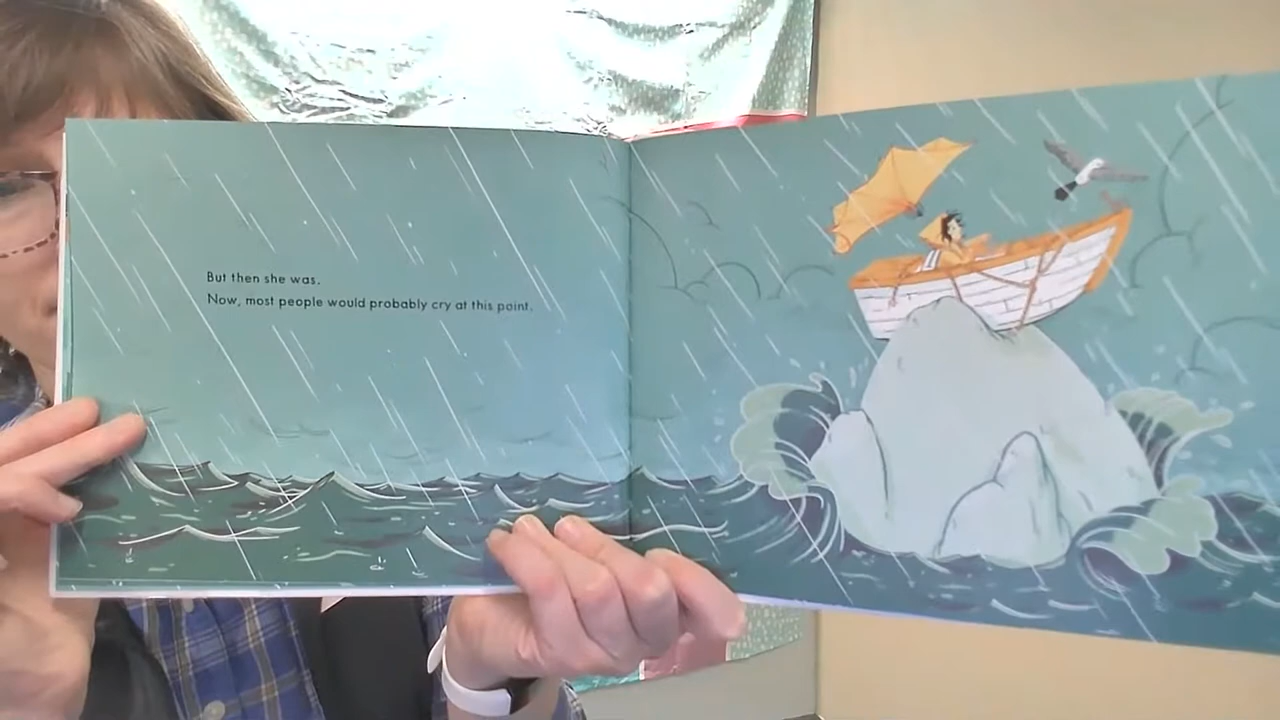 But then she was.
Now, most people would probably cry at this point.